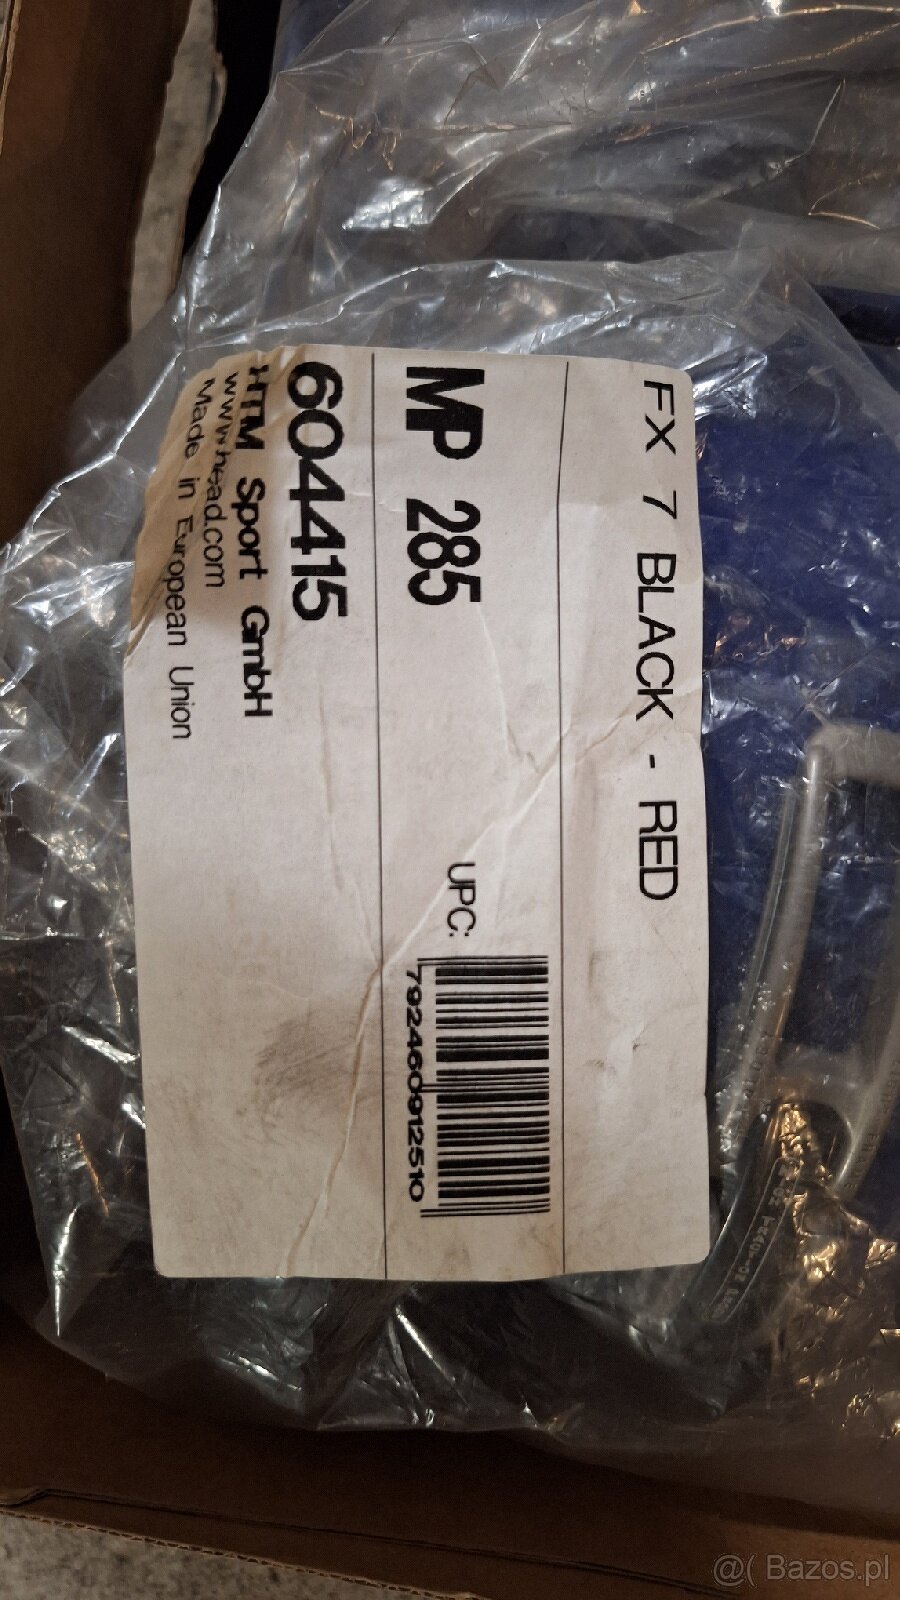 FX 7 BLACK - RED
MP 285
UPC:
792460912510
604415
HTM Sport GmbH
www.head.com
Made in European Union
@( Bazos.pl